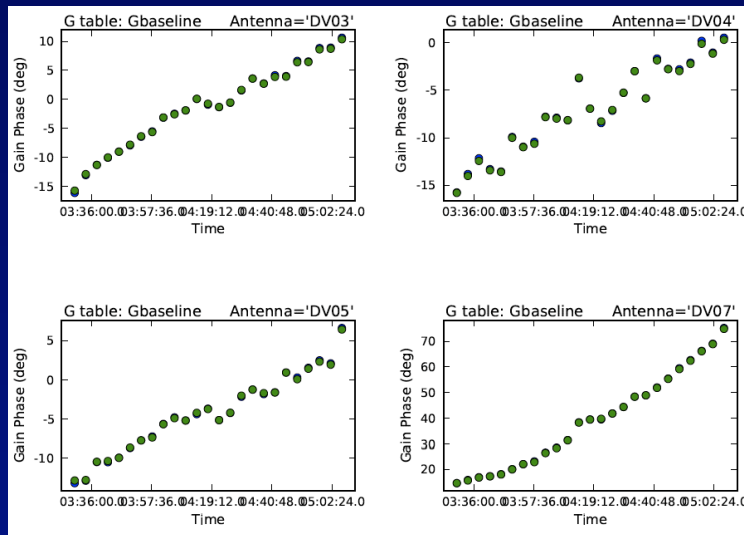 G table: Gbaseline Antenna='DV03'
10
5
0
-5
-10
-15
Gain Phase (deg)
03:36:00.0 03:57:36.0 04:19:12.0 04:40:48.0 05:02:24.0
Time
G table: Gbaseline Antenna='DV04'
0
-5
-10
-15
Gain Phase (deg)
03:36:00.0 03:57:36.0 04:19:12.0 04:40:48.0 05:02:24.0
Time
G table: Gbaseline Antenna='DV05'
5
0
-5
-10
Gain Phase (deg)
03:36:00.0 03:57:36.0 04:19:12.0 04:40:48.0 05:02:24.0
Time
G table: Gbaseline Antenna='DV07'
70
60
50
40
30
20
Gain Phase (deg)
03:36:00.0 03:57:36.0 04:19:12.0 04:40:48.0 05:02:24.0
Time